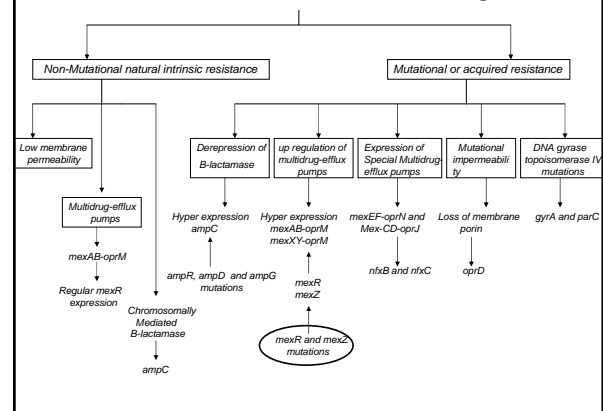 Non-Mutational natural intrinsic resistance
Mutational or acquired resistance
Low membrane
permeability
Multidrug-efflux
pumps
mexAB-oprM
Regular mexR
expression
Chromosomally
Mediated
B-lactamase
ampC
Derepression of
B-lactamase
Hyper expression
ampC
ampR, ampD and ampG
mutations
up regulation of
multidrug-efflux
pumps
Hyper expression
mexAB-oprM
mexXY-oprM
mexR
mexZ
mexR and mexZ
mutations
Expression of
Special Multidrug-
efflux pumps
mexEF-oprN and
Mex-CD-oprJ
nfxB and nfxC
Mutational
impermeabili
ty
Loss of membrane
porin
oprD
DNA gyrase
topoisomerase IV
mutations
gyrA and parC